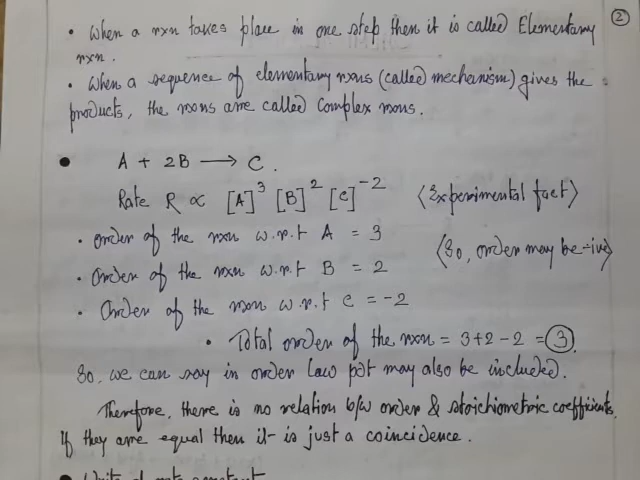 ②
• When a rxn takes place in one step then it is called Elementary
rxn.
• When a sequence of elementary rxns (called mechanism) gives the
products, the rxns are called Complex rxns.
• A + 2B → C.
Rate R ∝ [A]³ [B]² [C]⁻² ⟨Experimental fact⟩
• Order of the rxn w.r.t A = 3 ⟨So, order may be -ive⟩
• Order of the rxn w.r.t B = 2
• Order of the rxn w.r.t C = -2
• Total order of the rxn = 3+2-2 = ③.
So, we can say in order law pdt may also be included.
Therefore, there is no relation b/w order & stoichiometric coefficients.
If they are equal then it is just a coincidence.